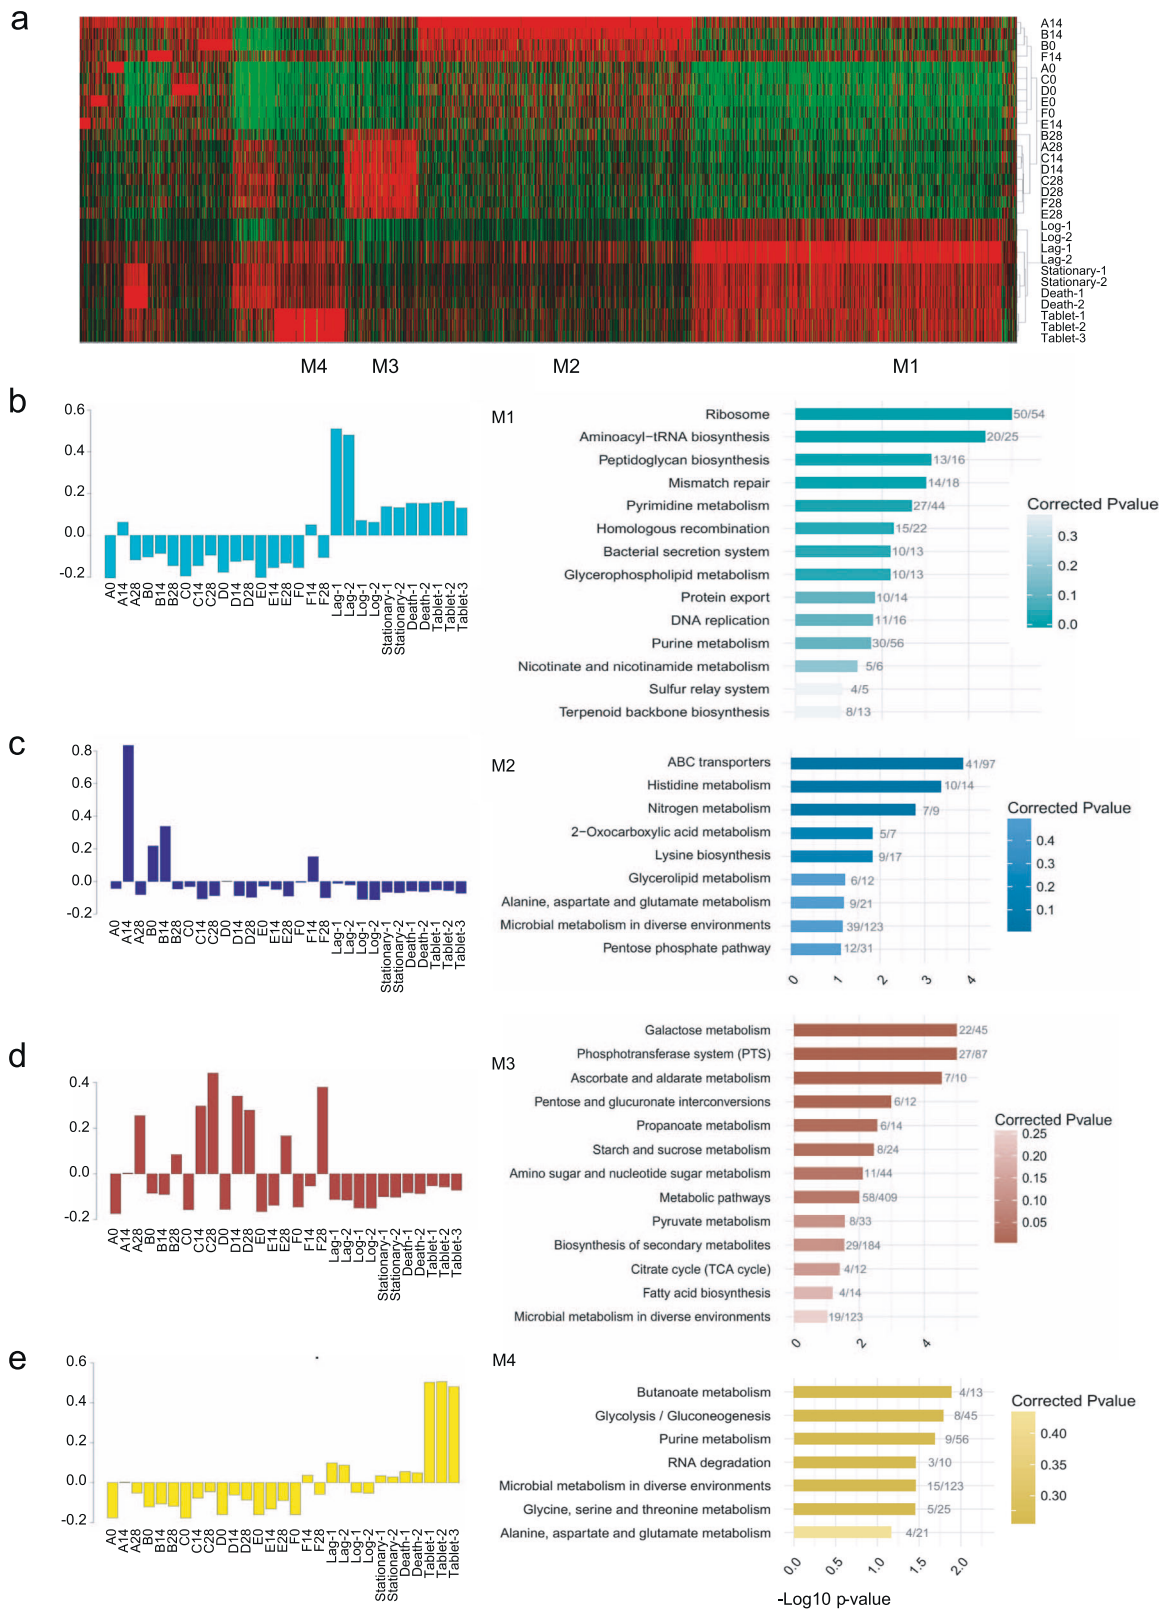 a
A14
B14
B0
F14
A0
C0
D0
E0
F0
E14
B28
A28
C14
D14
C28
D28
F28
E28
Log-1
Log-2
Lag-1
Lag-2
Stationary-1
Stationary-2
Death-1
Death-2
Tablet-1
Tablet-2
Tablet-3
M4 M3 M2 M1
b
0.6
0.4
0.2
0.0
-0.2
A0 A14 A28 B0 B14 B28 C0 C14 C28 D0 D14 D28 E0 E14 E28 F0 F14 F28 Lag-1 Lag-2 Log-1 Log-2 Stationary-1 Stationary-2 Death-1 Death-2 Tablet-1 Tablet-2 Tablet-3
M1
Ribosome 50/54
Aminoacyl−tRNA biosynthesis 20/25
Peptidoglycan biosynthesis 13/16
Mismatch repair 14/18
Pyrimidine metabolism 27/44
Homologous recombination 15/22
Bacterial secretion system 10/13
Glycerophospholipid metabolism 10/13
Protein export 10/14
DNA replication 11/16
Purine metabolism 30/56
Nicotinate and nicotinamide metabolism 5/6
Sulfur relay system 4/5
Terpenoid backbone biosynthesis 8/13
Corrected Pvalue
0.3
0.2
0.1
0.0
c
0.8
0.6
0.4
0.2
0.0
-0.2
A0 A14 A28 B0 B14 B28 C0 C14 C28 D0 D14 D28 E0 E14 E28 F0 F14 F28 Lag-1 Lag-2 Log-1 Log-2 Stationary-1 Stationary-2 Death-1 Death-2 Tablet-1 Tablet-2 Tablet-3
M2
ABC transporters 41/97
Histidine metabolism 10/14
Nitrogen metabolism 7/9
2−Oxocarboxylic acid metabolism 5/7
Lysine biosynthesis 9/17
Glycerolipid metabolism 6/12
Alanine, aspartate and glutamate metabolism 9/21
Microbial metabolism in diverse environments 39/123
Pentose phosphate pathway 12/31
0 1 2 3 4
Corrected Pvalue
0.4
0.3
0.2
0.1
d
0.4
0.2
0.0
-0.2
A0 A14 A28 B0 B14 B28 C0 C14 C28 D0 D14 D28 E0 E14 E28 F0 F14 F28 Lag-1 Lag-2 Log-1 Log-2 Stationary-1 Stationary-2 Death-1 Death-2 Tablet-1 Tablet-2 Tablet-3
M3
Galactose metabolism 22/45
Phosphotransferase system (PTS) 27/87
Ascorbate and aldarate metabolism 7/10
Pentose and glucuronate interconversions 6/12
Propanoate metabolism 6/14
Starch and sucrose metabolism 8/24
Amino sugar and nucleotide sugar metabolism 11/44
Metabolic pathways 58/409
Pyruvate metabolism 8/33
Biosynthesis of secondary metabolites 29/184
Citrate cycle (TCA cycle) 4/12
Fatty acid biosynthesis 4/14
Microbial metabolism in diverse environments 19/123
0 2 4
Corrected Pvalue
0.25
0.20
0.15
0.10
0.05
e
0.6
0.4
0.2
0.0
-0.2
A0 A14 A28 B0 B14 B28 C0 C14 C28 D0 D14 D28 E0 E14 E28 F0 F14 F28 Lag-1 Lag-2 Log-1 Log-2 Stationary-1 Stationary-2 Death-1 Death-2 Tablet-1 Tablet-2 Tablet-3
M4
Butanoate metabolism 4/13
Glycolysis / Gluconeogenesis 8/45
Purine metabolism 9/56
RNA degradation 3/10
Microbial metabolism in diverse environments 15/123
Glycine, serine and threonine metabolism 5/25
Alanine, aspartate and glutamate metabolism 4/21
0.0 0.5 1.0 1.5 2.0
-Log10 p-value
Corrected Pvalue
0.40
0.35
0.30